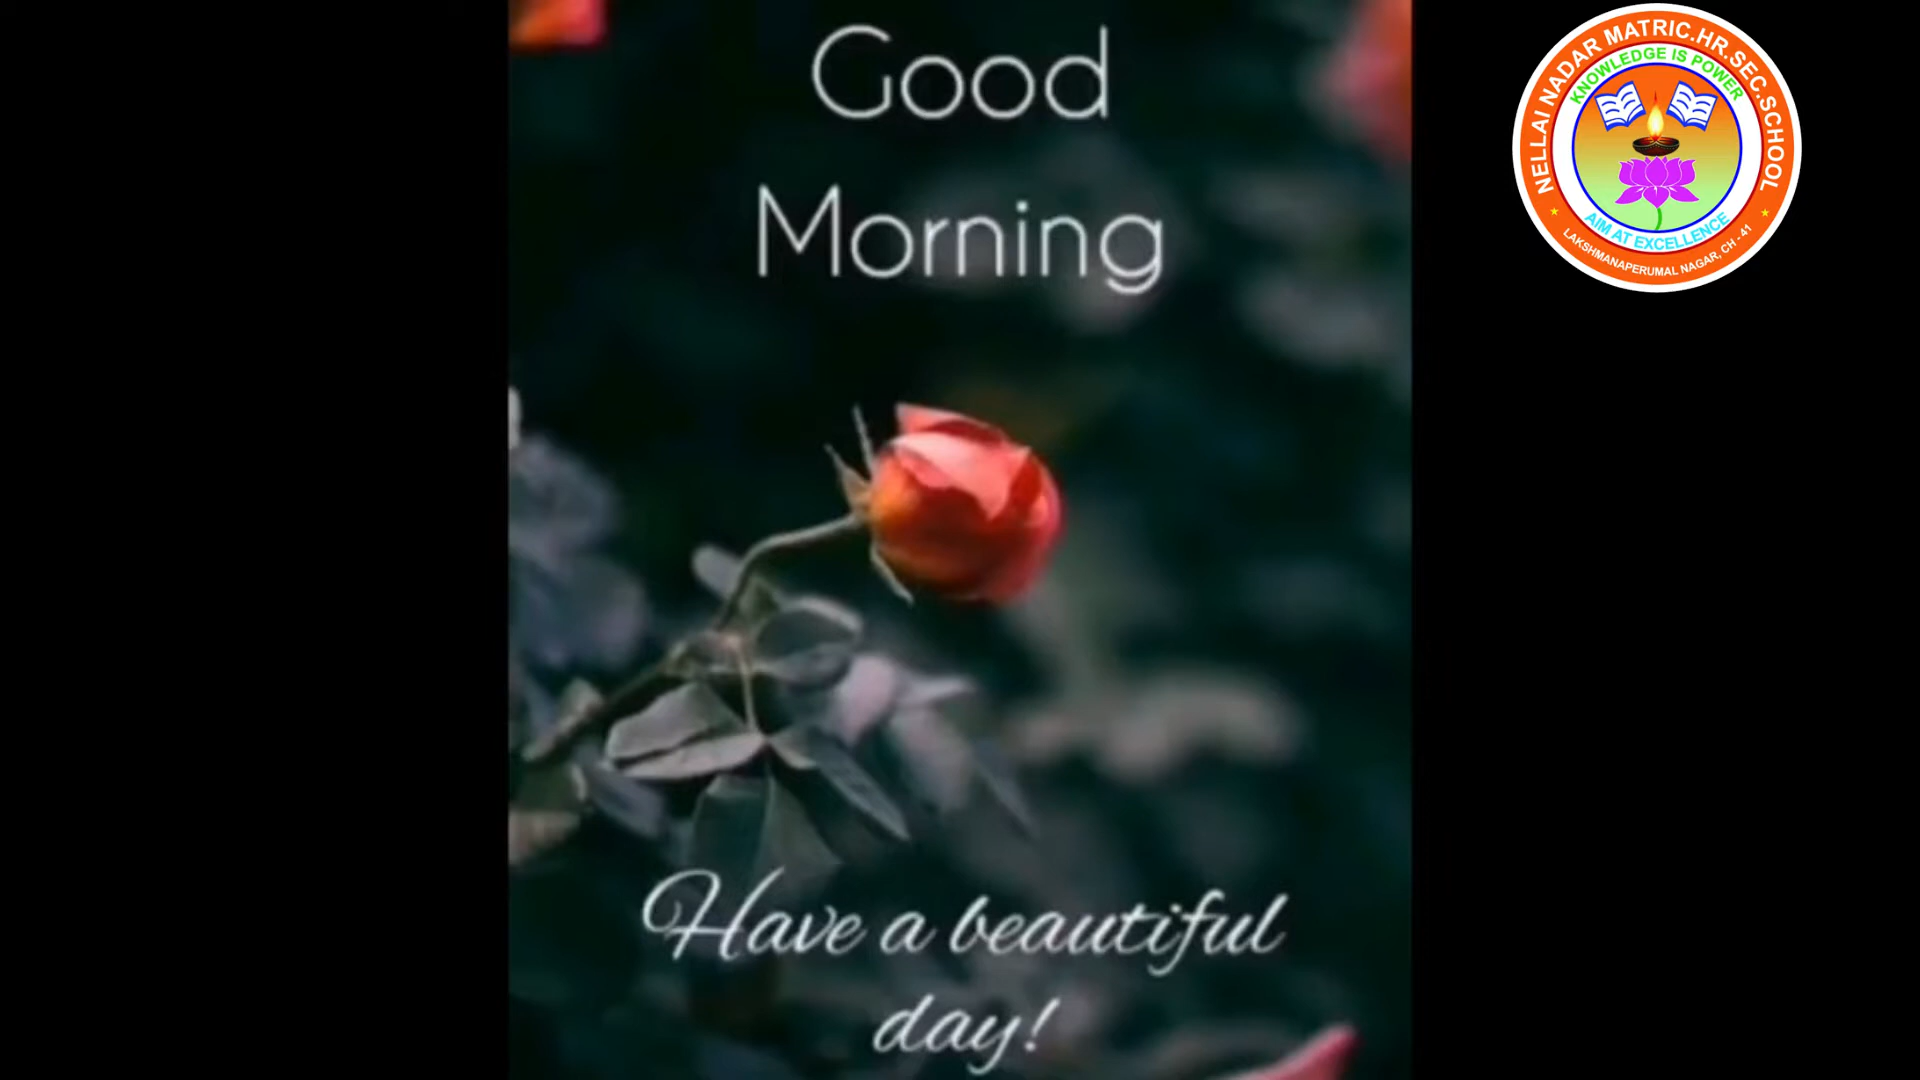 Good
Morning
Have a beautiful
day!
NELLAI NADAR MATRIC.HR.SEC.SCHOOL
KNOWLEDGE IS POWER
AIM AT EXCELLENCE
LAKSHMANAPERUMAL NAGAR, CH - 41